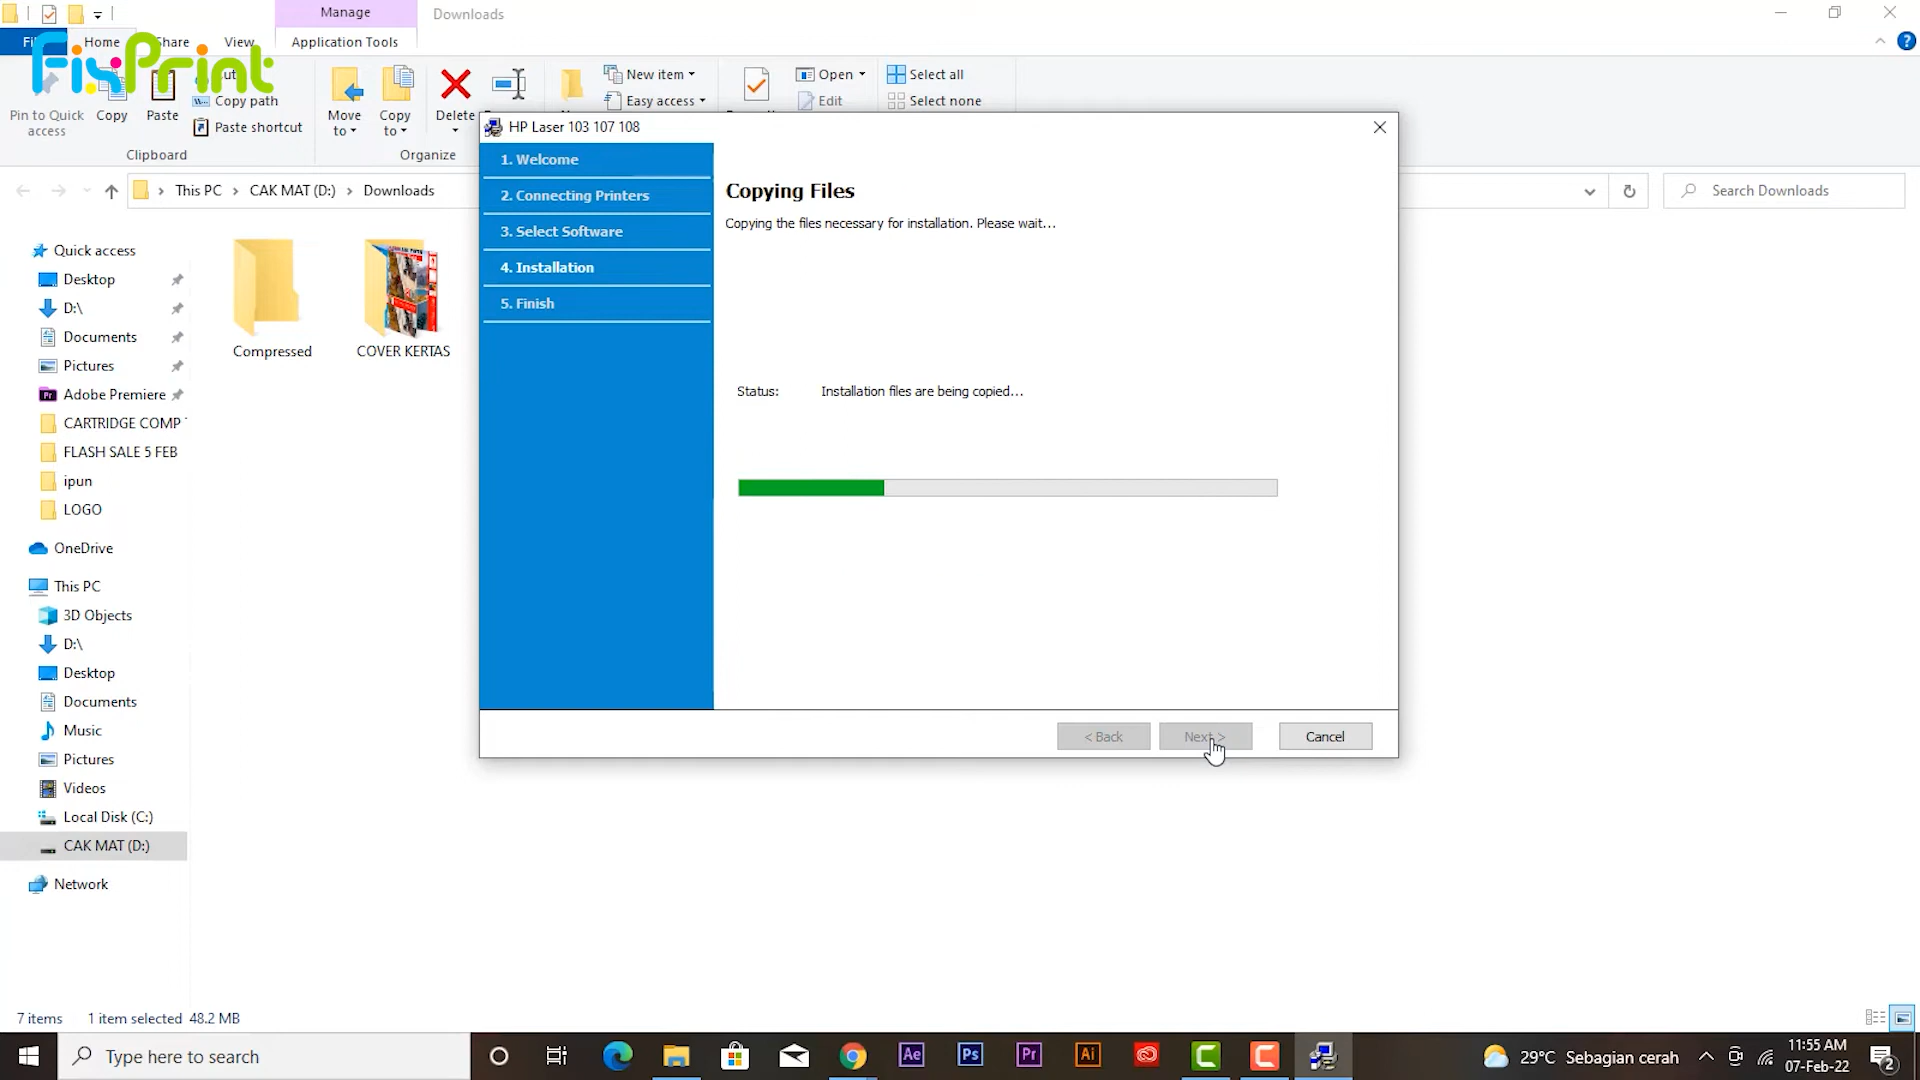 Manage
Downloads
Home
Share
View
Application Tools
FixPrint
Pin to Quick
access
Copy
Paste
Copy path
Paste shortcut
Clipboard
Move
to
Copy
to
Delete
Organize
New item
Easy access
Open
Edit
Select all
Select none
This PC
CAK MAT (D:)
Downloads
Search Downloads
Quick access
Desktop
D:\
Documents
Pictures
Adobe Premiere
CARTRIDGE COMP
FLASH SALE 5 FEB
ipun
LOGO
OneDrive
This PC
3D Objects
D:\
Desktop
Documents
Music
Pictures
Videos
Local Disk (C:)
CAK MAT (D:)
Network
Compressed
COVER KERTAS
HP Laser 103 107 108
1. Welcome
2. Connecting Printers
3. Select Software
4. Installation
5. Finish
Copying Files
Copying the files necessary for installation. Please wait...
Status: Installation files are being copied...
< Back
Next >
Cancel
7 items 1 item selected 48.2 MB
Type here to search
Ae
Ps
Pr
Ai
29°C Sebagian cerah
11:55 AM
07-Feb-22
2